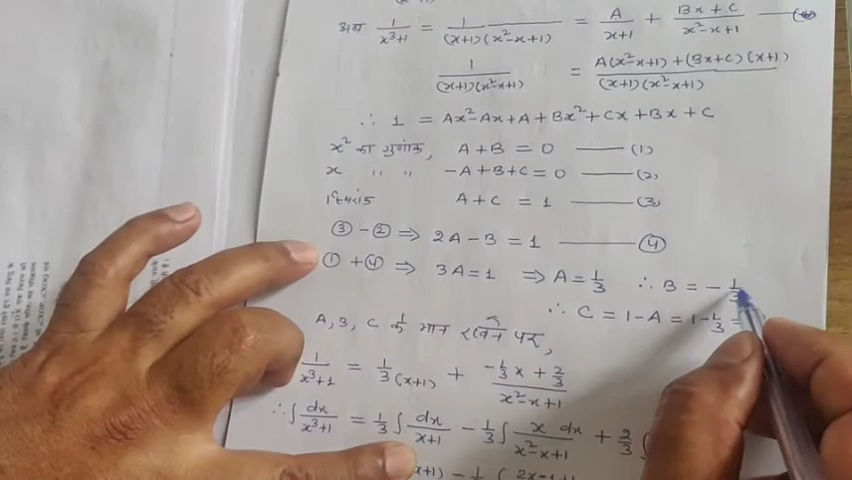 अब 1/(x³+1) = 1/((x+1)(x²-x+1)) = A/(x+1) + (Bx+C)/(x²-x+1)
1/((x+1)(x²-x+1)) = (A(x²-x+1)+(Bx+C)(x+1))/((x+1)(x²-x+1))
∴ 1 = Ax²-Ax+A+Bx²+Cx+Bx+C
x² का गुणांक, A+B = 0 —— (1)
x " " -A+B+C = 0 —— (2)
A+C = 1 —— (3)
③-② ⇒ 2A-B = 1 —— ④
①+④ ⇒ 3A=1 ⇒ A=1/3 ∴ B = -1/3
∴ C = 1-A = 1-1/3 =
A, B, C के मान रखने पर,
1/(x³+1) = 1/3(x+1) + (-1/3x+2/3)/(x²-x+1)
∴ ∫dx/(x³+1) = 1/3∫dx/(x+1) - 1/3∫x dx/(x²-x+1) + 2/3∫